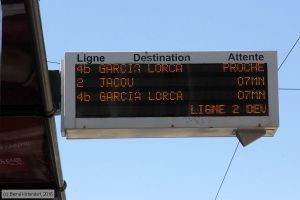 Ligne Destination Attente
4b GARCIA LORCA PROCHE
2 JACOU 07MN
4b GARCIA LORCA 07MN
LIGNE 2 DEV
(c) Bernd Hittendorf, 2016